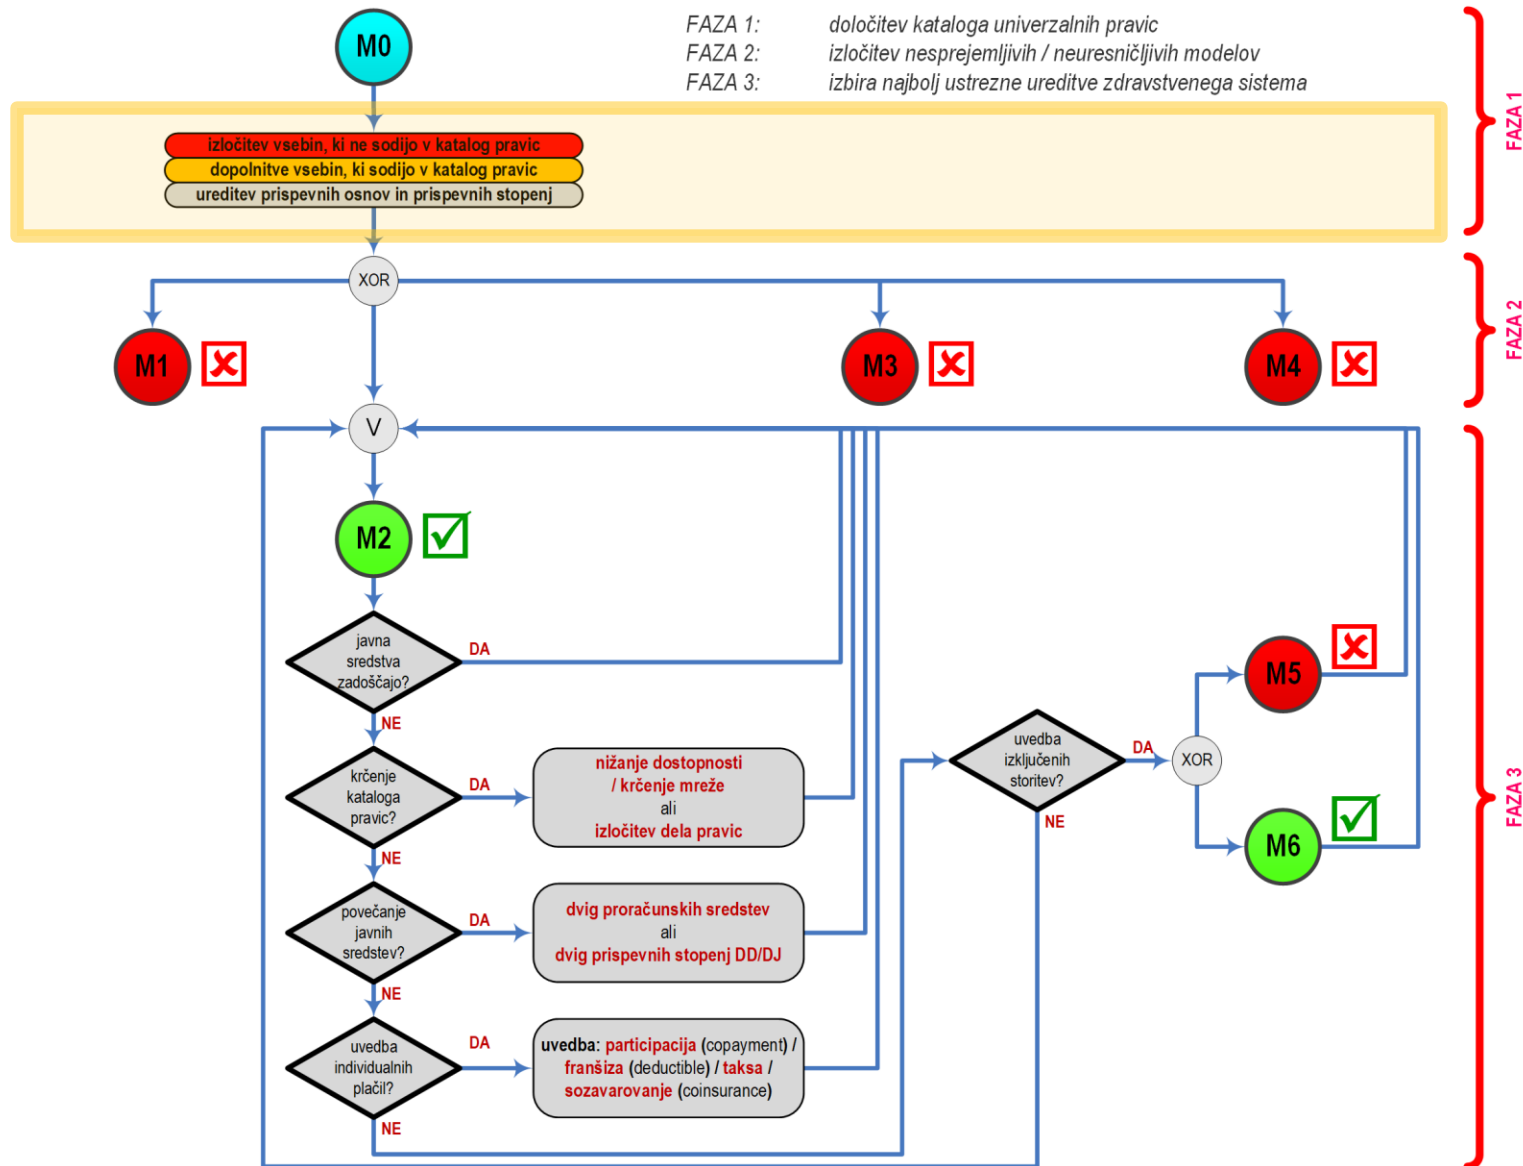 M0
FAZA 1: določitev kataloga univerzalnih pravic
FAZA 2: izločitev nesprejemljivih / neuresničljivih modelov
FAZA 3: izbira najbolj ustrezne ureditve zdravstvenega sistema
FAZA 1
izločitev vsebin, ki ne sodijo v katalog pravic
dopolnitve vsebin, ki sodijo v katalog pravic
ureditev prispevnih osnov in prispevnih stopenj
XOR
FAZA 2
M1
M3
M4
V
M2
javna
sredstva
zadoščajo?
DA
NE
krčenje
kataloga
pravic?
DA
NE
nižanje dostopnosti
/ krčenje mreže
ali
izločitev dela pravic
povečanje
javnih
sredstev?
DA
NE
dvig proračunskih sredstev
ali
dvig prispevnih stopenj DD/DJ
uvedba
individualnih
plačil?
DA
NE
uvedba: participacija (copayment) /
franšiza (deductible) / taksa /
sozavarovanje (coinsurance)
uvedba
izključenih
storitev?
DA
NE
XOR
M5
M6
FAZA 3